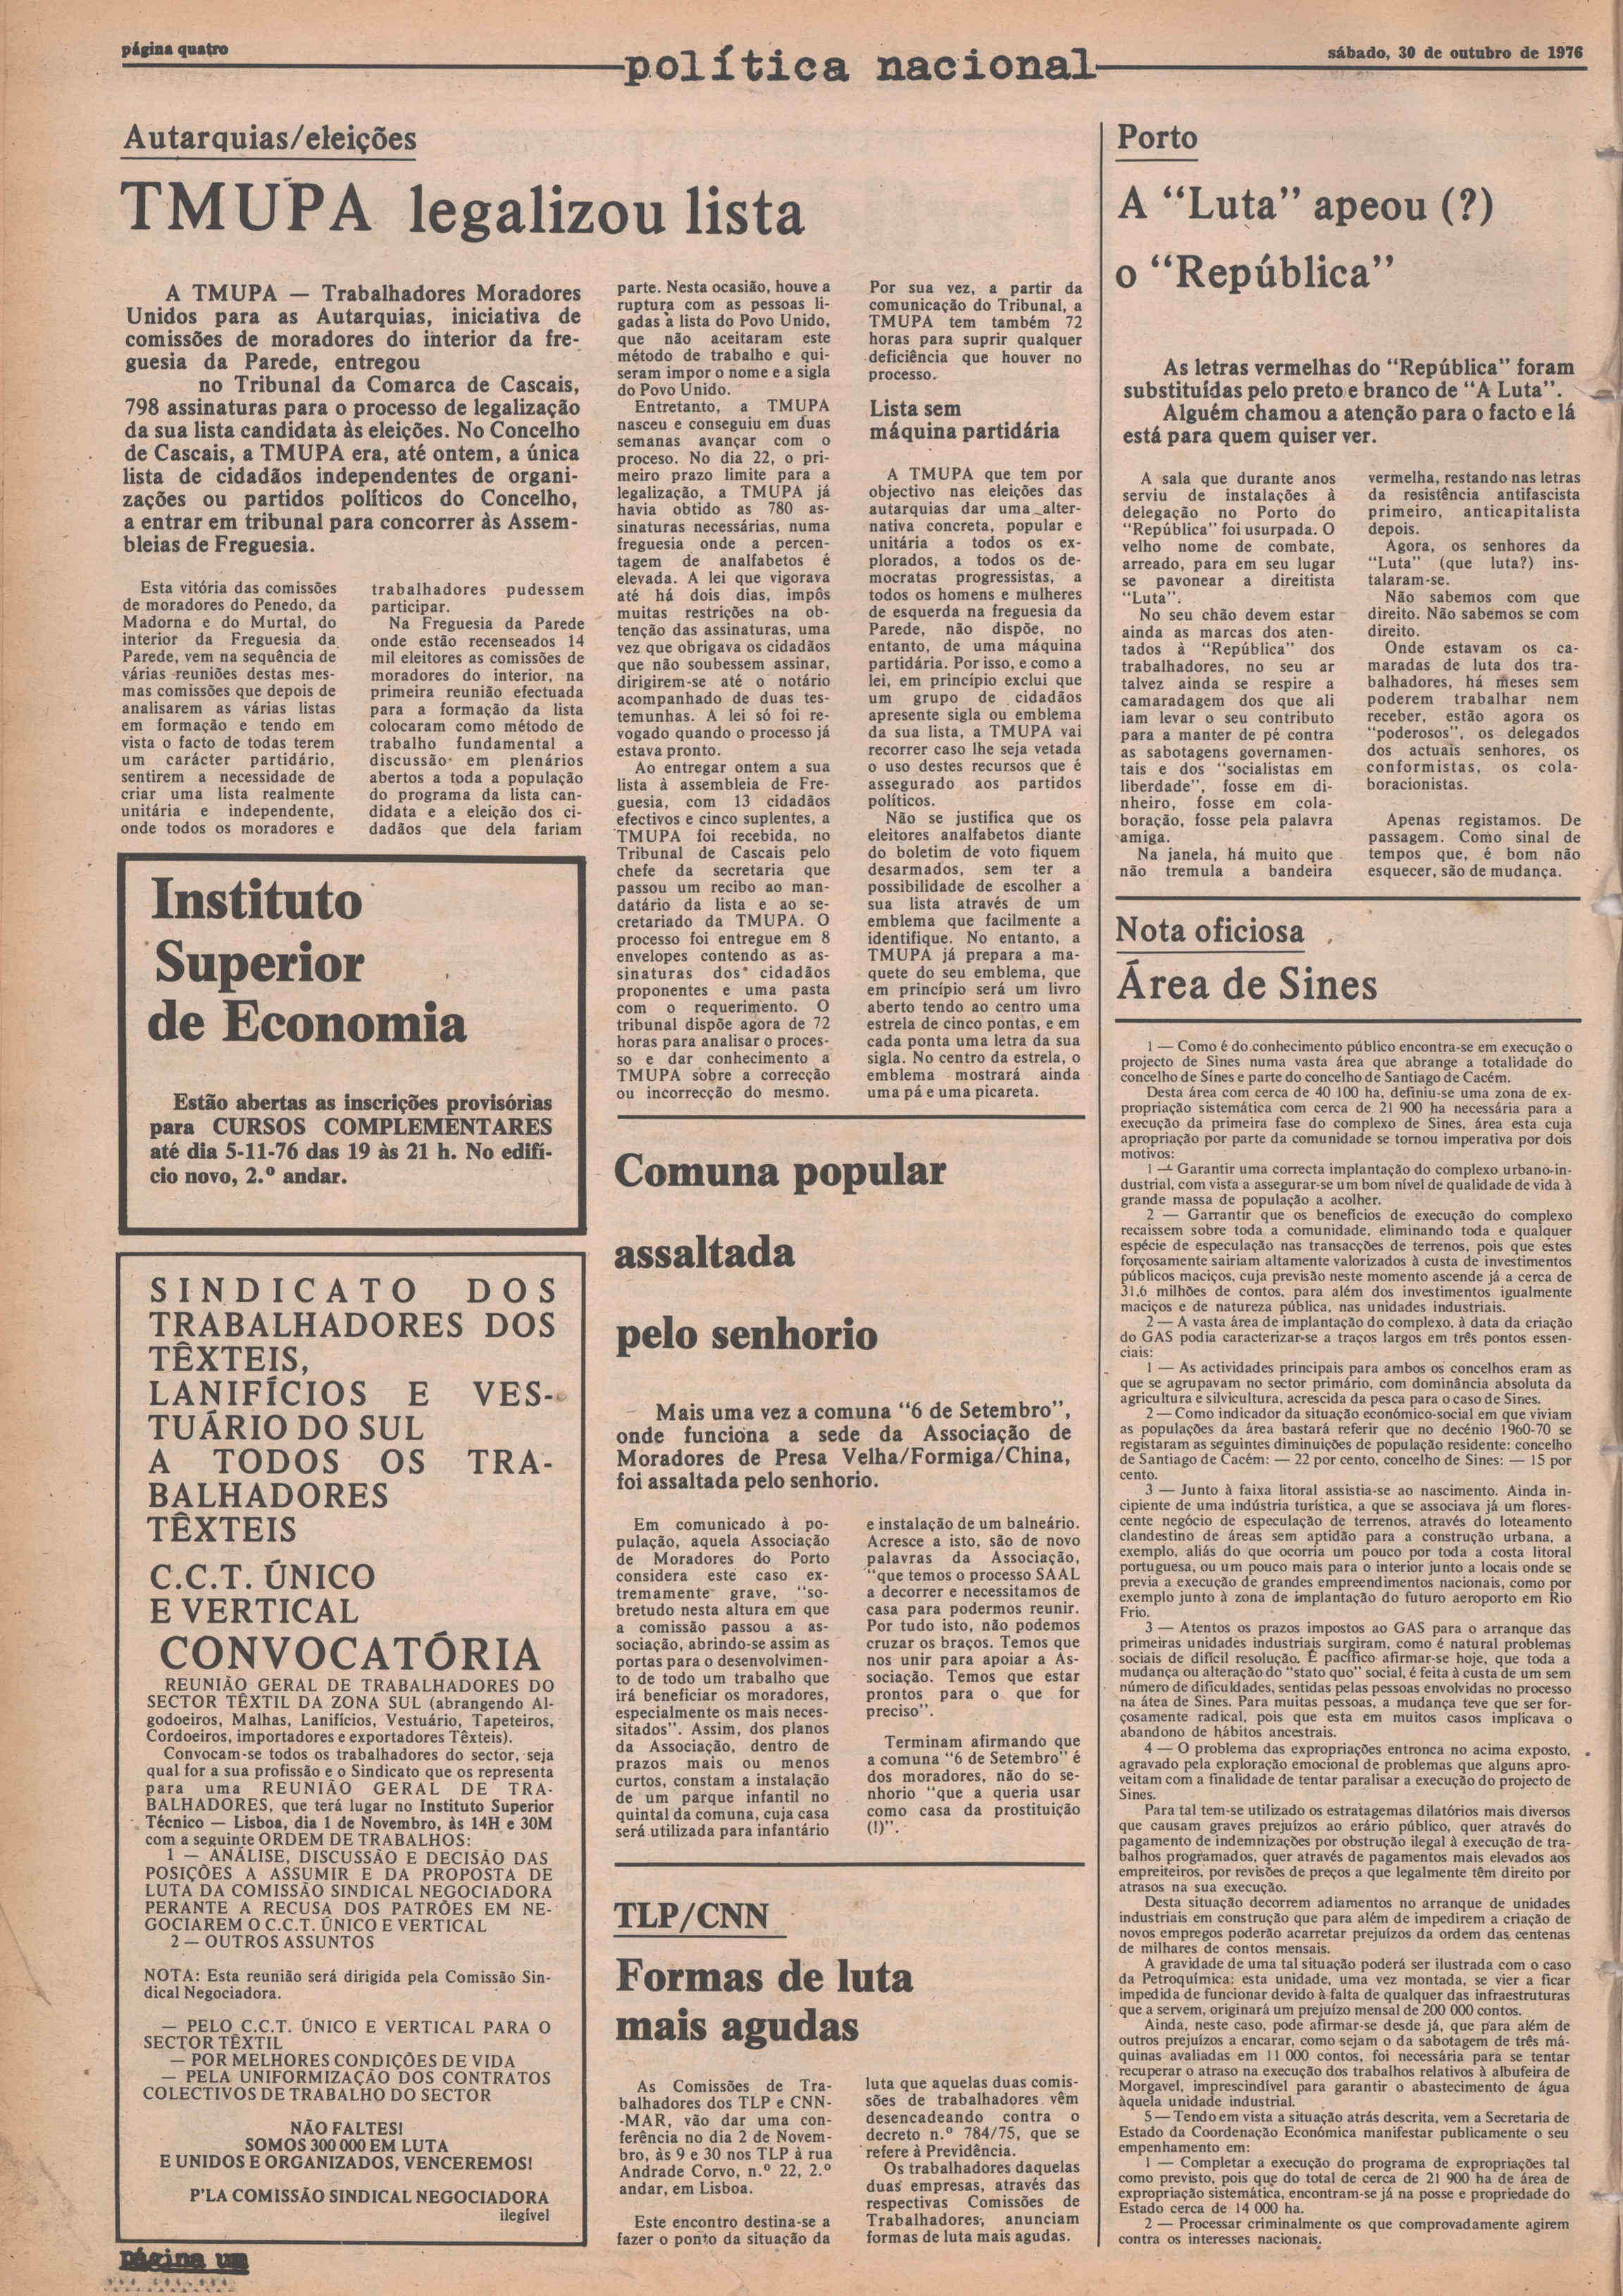 página quatro
política nacional
sábado, 30 de outubro de 1976
Autarquias/eleições
TMUPA legalizou lista
A TMUPA — Trabalhadores Moradores
Unidos para as Autarquias, iniciativa de
comissões de moradores do interior da fre-
guesia da Parede, entregou
no Tribunal da Comarca de Cascais,
798 assinaturas para o processo de legalização
da sua lista candidata às eleições. No Concelho
de Cascais, a TMUPA era, até ontem, a única
lista de cidadãos independentes de organi-
zações ou partidos políticos do Concelho,
a entrar em tribunal para concorrer às Assem-
bleias de Freguesia.
Esta vitória das comissões
de moradores do Penedo, da
Madorna e do Murtal, do
interior da Freguesia da
Parede, vem na sequência de
várias reuniões destas mes-
mas comissões que depois de
analisarem as várias listas
em formação e tendo em
vista o facto de todas terem
um carácter partidário,
sentirem a necessidade de
criar uma lista realmente
unitária e independente,
onde todos os moradores e
trabalhadores pudessem
participar.
Na Freguesia da Parede
onde estão recenseados 14
mil eleitores as comissões de
moradores do interior, na
primeira reunião efectuada
para a formação da lista
colocaram como método de
trabalho fundamental a
discussão em plenários
abertos a toda a população
do programa da lista can-
didata e a eleição dos ci-
dadãos que dela fariam
parte. Nesta ocasião, houve a
ruptura com as pessoas li-
gadas à lista do Povo Unido,
que não aceitaram este
método de trabalho e qui-
seram impor o nome e a sigla
do Povo Unido.
Entretanto, a TMUPA
nasceu e conseguiu em duas
semanas avançar com o
proceso. No dia 22, o pri-
meiro prazo limite para a
legalização, a TMUPA já
havia obtido as 780 as-
sinaturas necessárias, numa
freguesia onde a percen-
tagem de analfabetos é
elevada. A lei que vigorava
até há dois dias, impôs
muitas restrições na ob-
tenção das assinaturas, uma
vez que obrigava os cidadãos
que não soubessem assinar,
dirigirem-se até o notário
acompanhado de duas tes-
temunhas. A lei só foi re-
vogado quando o processo já
estava pronto.
Ao entregar ontem a sua
lista à assembleia de Fre-
guesia, com 13 cidadãos
efectivos e cinco suplentes, a
TMUPA foi recebida, no
Tribunal de Cascais pelo
chefe da secretaria que
passou um recibo ao man-
datário da lista e ao se-
cretariado da TMUPA. O
processo foi entregue em 8
envelopes contendo as as-
sinaturas dos cidadãos
proponentes e uma pasta
com o requerimento. O
tribunal dispõe agora de 72
horas para analisar o proces-
so e dar conhecimento a
TMUPA sobre a correcção
ou incorrecção do mesmo.
Por sua vez, a partir da
comunicação do Tribunal, a
TMUPA tem também 72
horas para suprir qualquer
deficiência que houver no
processo.
Lista sem
máquina partidária
A TMUPA que tem por
objectivo nas eleições das
autarquias dar uma alter-
nativa concreta, popular e
unitária a todos os ex-
plorados, a todos os de-
mocratas progressistas, a
todos os homens e mulheres
de esquerda na freguesia da
Parede, não dispõe, no
entanto, de uma máquina
partidária. Por isso, e como a
lei, em princípio exclui que
um grupo de cidadãos
apresente sigla ou emblema
da sua lista, a TMUPA vai
recorrer caso lhe seja vetada
o uso destes recursos que é
assegurado aos partidos
políticos.
Não se justifica que os
eleitores analfabetos diante
do boletim de voto fiquem
desarmados, sem ter a
possibilidade de escolher a
sua lista através de um
emblema que facilmente a
identifique. No entanto, a
TMUPA já prepara a ma-
quete do seu emblema, que
em princípio será um livro
aberto tendo ao centro uma
estrela de cinco pontas, e em
cada ponta uma letra da sua
sigla. No centro da estrela, o
emblema mostrará ainda
uma pá e uma picareta.
Instituto
Superior
de Economia
Estão abertas as inscrições provisórias
para CURSOS COMPLEMENTARES
até dia 5-11-76 das 19 às 21 h. No edifí-
cio novo, 2.º andar.
SINDICATO DOS
TRABALHADORES DOS
TÊXTEIS,
LANIFÍCIOS E VES-
TUÁRIO DO SUL
A TODOS OS TRA-
BALHADORES
TÊXTEIS
C.C.T. ÚNICO
E VERTICAL
CONVOCATÓRIA
REUNIÃO GERAL DE TRABALHADORES DO
SECTOR TÊXTIL DA ZONA SUL (abrangendo Al-
godoeiros, Malhas, Lanifícios, Vestuário, Tapeteiros,
Cordoeiros, importadores e exportadores Têxteis).
Convocam-se todos os trabalhadores do sector, seja
qual for a sua profissão e o Sindicato que os representa
para uma REUNIÃO GERAL DE TRA-
BALHADORES, que terá lugar no Instituto Superior
Técnico — Lisboa, dia 1 de Novembro, às 14H e 30M
com a seguinte ORDEM DE TRABALHOS:
1 — ANÁLISE, DISCUSSÃO E DECISÃO DAS
POSIÇÕES A ASSUMIR E DA PROPOSTA DE
LUTA DA COMISSÃO SINDICAL NEGOCIADORA
PERANTE A RECUSA DOS PATRÕES EM NE-
GOCIAREM O C.C.T. ÚNICO E VERTICAL
2 — OUTROS ASSUNTOS
NOTA: Esta reunião será dirigida pela Comissão Sin-
dical Negociadora.
— PELO C.C.T. ÚNICO E VERTICAL PARA O
SECTOR TÊXTIL
— POR MELHORES CONDIÇÕES DE VIDA
— PELA UNIFORMIZAÇÃO DOS CONTRATOS
COLECTIVOS DE TRABALHO DO SECTOR
NÃO FALTES!
SOMOS 300 000 EM LUTA
E UNIDOS E ORGANIZADOS, VENCEREMOS!
P'LA COMISSÃO SINDICAL NEGOCIADORA
ilegível
Comuna popular
assaltada
pelo senhorio
Mais uma vez a comuna “6 de Setembro”,
onde funciona a sede da Associação de
Moradores de Presa Velha/Formiga/China,
foi assaltada pelo senhorio.
Em comunicado à po-
pulação, aquela Associação
de Moradores do Porto
considera este caso ex-
tremamente grave, “so-
bretudo nesta altura em que
a comissão passou a as-
sociação, abrindo-se assim as
portas para o desenvolvimen-
to de todo um trabalho que
irá beneficiar os moradores,
especialmente os mais neces-
sitados”. Assim, dos planos
da Associação, dentro de
prazos mais ou menos
curtos, constam a instalação
de um parque infantil no
quintal da comuna, cuja casa
será utilizada para infantário
e instalação de um balneário.
Acresce a isto, são de novo
palavras da Associação,
“que temos o processo SAAL
a decorrer e necessitamos de
casa para podermos reunir.
Por tudo isto, não podemos
cruzar os braços. Temos que
nos unir para apoiar a As-
sociação. Temos que estar
prontos para o que for
preciso”.
Terminam afirmando que
a comuna “6 de Setembro” é
dos moradores, não do se-
nhorio “que a queria usar
como casa da prostituição
(!)”.
TLP/CNN
Formas de luta
mais agudas
As Comissões de Tra-
balhadores dos TLP e CNN-
-MAR, vão dar uma con-
ferência no dia 2 de Novem-
bro, às 9 e 30 nos TLP à rua
Andrade Corvo, n.º 22, 2.º
andar, em Lisboa.
Este encontro destina-se a
fazer o ponto da situação da
luta que aquelas duas comis-
sões de trabalhadores vêm
desencadeando contra o
decreto n.º 784/75, que se
refere à Previdência.
Os trabalhadores daquelas
duas empresas, através das
respectivas Comissões de
Trabalhadores, anunciam
formas de luta mais agudas.
Porto
A “Luta” apeou (?)
o “República”
As letras vermelhas do “República” foram
substituídas pelo preto e branco de “A Luta”.
Alguém chamou a atenção para o facto e lá
está para quem quiser ver.
A sala que durante anos
serviu de instalações à
delegação no Porto do
“República” foi usurpada. O
velho nome de combate,
arreado, para em seu lugar
se pavonear a direitista
“Luta”.
No seu chão devem estar
ainda as marcas dos aten-
tados à “República” dos
trabalhadores, no seu ar
talvez ainda se respire a
camaradagem dos que ali
iam levar o seu contributo
para a manter de pé contra
as sabotagens governamen-
tais e dos “socialistas em
liberdade”, fosse em di-
nheiro, fosse em cola-
boração, fosse pela palavra
amiga.
Na janela, há muito que
não tremula a bandeira
vermelha, restando nas letras
da resistência antifascista
primeiro, anticapitalista
depois.
Agora, os senhores da
“Luta” (que luta?) ins-
talaram-se.
Não sabemos com que
direito. Não sabemos se com
direito.
Onde estavam os ca-
maradas de luta dos tra-
balhadores, há meses sem
poderem trabalhar nem
receber, estão agora os
“poderosos”, os delegados
dos actuais senhores, os
conformistas, os cola-
boracionistas.
Apenas registamos. De
passagem. Como sinal de
tempos que, é bom não
esquecer, são de mudança.
Nota oficiosa
Área de Sines
1 — Como é do conhecimento público encontra-se em execução o
projecto de Sines numa vasta área que abrange a totalidade do
concelho de Sines e parte do concelho de Santiago de Cacém.
Desta área com cerca de 40 100 ha, definiu-se uma zona de ex-
propriação sistemática com cerca de 21 900 ha necessária para a
execução da primeira fase do complexo de Sines, área esta cuja
apropriação por parte da comunidade se tornou imperativa por dois
motivos:
1 — Garantir uma correcta implantação do complexo urbano-in-
dustrial, com vista a assegurar-se um bom nível de qualidade de vida à
grande massa de população a acolher.
2 — Garrantir que os benefícios de execução do complexo
recaissem sobre toda a comunidade, eliminando toda e qualquer
espécie de especulação nas transacções de terrenos, pois que estes
forçosamente sairiam altamente valorizados à custa de investimentos
públicos maciços, cuja previsão neste momento ascende já a cerca de
31,6 milhões de contos, para além dos investimentos igualmente
maciços e de natureza pública, nas unidades industriais.
2 — A vasta área de implantação do complexo, à data da criação
do GAS podia caracterizar-se a traços largos em três pontos essen-
ciais:
1 — As actividades principais para ambos os concelhos eram as
que se agrupavam no sector primário, com dominância absoluta da
agricultura e silvicultura, acrescida da pesca para o caso de Sines.
2 — Como indicador da situação económico-social em que viviam
as populações da área bastará referir que no decénio 1960-70 se
registaram as seguintes diminuições de população residente: concelho
de Santiago de Cacém: — 22 por cento, concelho de Sines: — 15 por
cento.
3 — Junto à faixa litoral assistia-se ao nascimento. Ainda in-
cipiente de uma indústria turística, a que se associava já um flores-
cente negócio de especulação de terrenos, através do loteamento
clandestino de áreas sem aptidão para a construção urbana, a
exemplo, aliás do que ocorria um pouco por toda a costa litoral
portuguesa, ou um pouco mais para o interior junto a locais onde se
previa a execução de grandes empreendimentos nacionais, como por
exemplo junto à zona de implantação do futuro aeroporto em Rio
Frio.
3 — Atentos os prazos impostos ao GAS para o arranque das
primeiras unidades industriais surgiram, como é natural problemas
sociais de difícil resolução. É pacífico afirmar-se hoje, que toda a
mudança ou alteração do “stato quo” social, é feita à custa de um sem
número de dificuldades, sentidas pelas pessoas envolvidas no processo
na átea de Sines. Para muitas pessoas, a mudança teve que ser for-
çosamente radical, pois que esta em muitos casos implicava o
abandono de hábitos ancestrais.
4 — O problema das expropriações entronca no acima exposto,
agravado pela exploração emocional de problemas que alguns apro-
veitam com a finalidade de tentar paralisar a execução do projecto de
Sines.
Para tal tem-se utilizado os estratagemas dilatórios mais diversos
que causam graves prejuízos ao erário público, quer através do
pagamento de indemnizações por obstrução ilegal à execução de tra-
balhos programados, quer através de pagamentos mais elevados aos
empreiteiros, por revisões de preços a que legalmente têm direito por
atrasos na sua execução.
Desta situação decorrem adiamentos no arranque de unidades
industriais em construção que para além de impedirem a criação de
novos empregos poderão acarretar prejuízos da ordem das centenas
de milhares de contos mensais.
A gravidade de uma tal situação poderá ser ilustrada com o caso
da Petroquímica: esta unidade, uma vez montada, se vier a ficar
impedida de funcionar devido à falta de qualquer das infraestruturas
que a servem, originará um prejuízo mensal de 200 000 contos.
Ainda, neste caso, pode afirmar-se desde já, que para além de
outros prejuízos a encarar, como sejam o da sabotagem de três má-
quinas avaliadas em 11 000 contos, foi necessária para se tentar
recuperar o atraso na execução dos trabalhos relativos à albufeira de
Morgavel, imprescindível para garantir o abastecimento de água
àquela unidade industrial.
5 — Tendo em vista a situação atrás descrita, vem a Secretaria de
Estado da Coordenação Económica manifestar publicamente o seu
empenhamento em:
1 — Completar a execução do programa de expropriações tal
como previsto, pois que do total de cerca de 21 900 ha de área de
expropriação sistemática, encontram-se já na posse e propriedade do
Estado cerca de 14 000 ha.
2 — Processar criminalmente os que comprovadamente agirem
contra os interesses nacionais.
página um